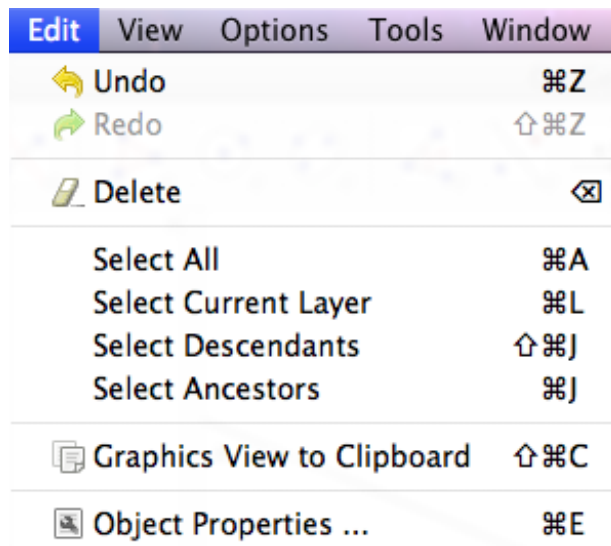 Edit View Options Tools Window
Undo ⌘Z
Redo ⇧⌘Z
Delete ⌫
Select All ⌘A
Select Current Layer ⌘L
Select Descendants ⇧⌘J
Select Ancestors ⌘J
Graphics View to Clipboard ⇧⌘C
Object Properties ... ⌘E